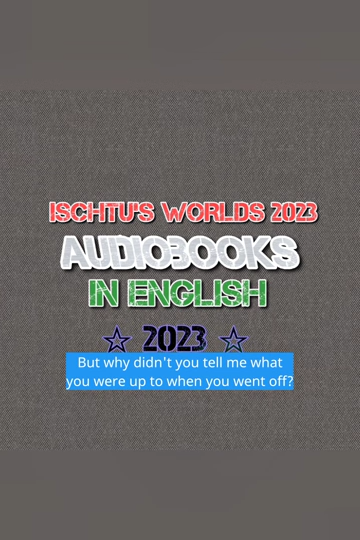 ISCHTU'S WORLDS 2023
AUDIOBOOKS
IN ENGLISH
☆ 2023 ☆
But why didn't you tell me what
you were up to when you went off?